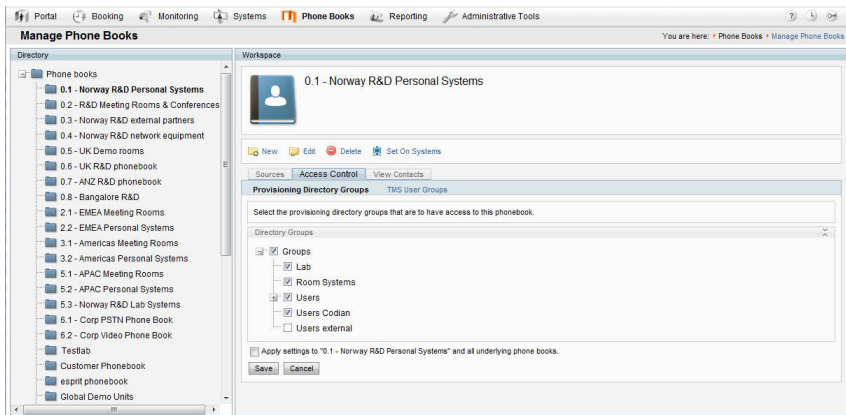 Portal Booking Monitoring Systems Phone Books Reporting Administrative Tools
Manage Phone Books
You are here: Phone Books Manage Phone Books
Directory
Phone books
0.1 - Norway R&D Personal Systems
0.2 - R&D Meeting Rooms & Conferences
0.3 - Norway R&D external partners
0.4 - Norway R&D network equipment
0.5 - UK Demo rooms
0.6 - UK R&D phonebook
0.7 - ANZ R&D phonebook
0.8 - Bangalore R&D
2.1 - EMEA Meeting Rooms
2.2 - EMEA Personal Systems
3.1 - Americas Meeting Rooms
3.2 - Americas Personal Systems
5.1 - APAC Meeting Rooms
5.2 - APAC Personal Systems
5.3 - Norway R&D Lab Systems
6.1 - Corp PSTN Phone Book
6.2 - Corp Video Phone Book
Testlab
Customer Phonebook
esprit phonebook
Global Demo Units
Workspace
0.1 - Norway R&D Personal Systems
New Edit Delete Set On Systems
Sources Access Control View Contacts
Provisioning Directory Groups TMS User Groups
Select the provisioning directory groups that are to have access to this phonebook.
Directory Groups
Groups
Lab
Room Systems
Users
Users Codian
Users external
Apply settings to "0.1 - Norway R&D Personal Systems" and all underlying phone books.
Save Cancel